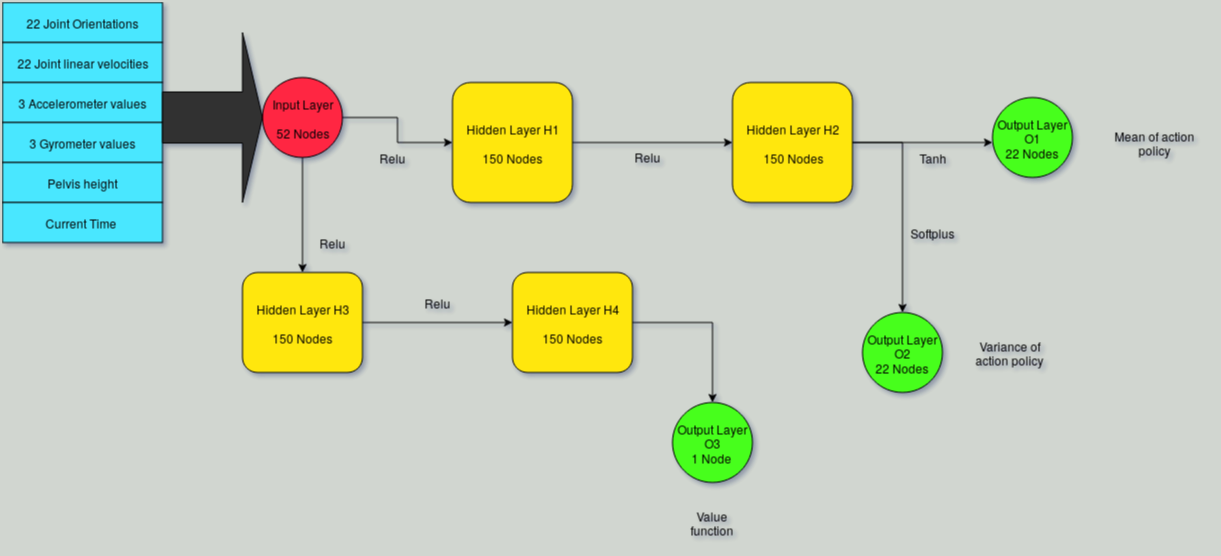 22 Joint Orientations
22 Joint linear velocities
3 Accelerometer values
3 Gyrometer values
Pelvis height
Current Time
Input Layer
52 Nodes
Relu
Hidden Layer H1
150 Nodes
Relu
Hidden Layer H2
150 Nodes
Tanh
Output Layer
O1
22 Nodes
Mean of action
policy
Softplus
Output Layer
O2
22 Nodes
Variance of
action policy
Relu
Hidden Layer H3
150 Nodes
Relu
Hidden Layer H4
150 Nodes
Output Layer
O3
1 Node
Value
function